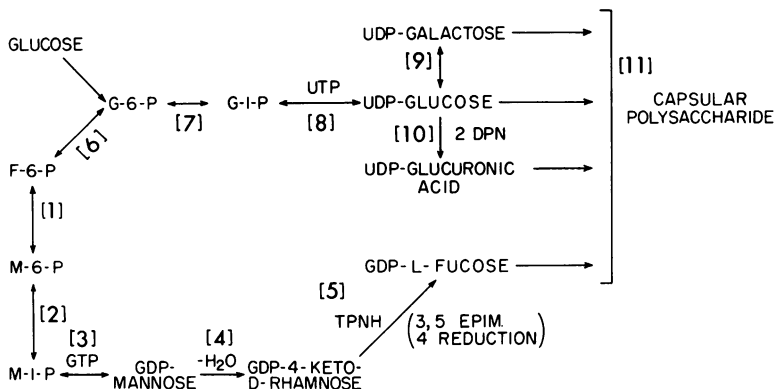 GLUCOSE
UDP-GALACTOSE
[9]
[11]
G-6-P
[7]
G-1-P
UTP
[8]
UDP-GLUCOSE
CAPSULAR
POLYSACCHARIDE
[6]
[10]
2 DPN
F-6-P
UDP-GLUCURONIC
ACID
[1]
M-6-P
GDP-L-FUCOSE
[5]
[2]
TPNH
(3, 5 EPIM.
4 REDUCTION)
[3]
GTP
[4]
-H2O
M-1-P
GDP-
MANNOSE
GDP-4-KETO-
D-RHAMNOSE